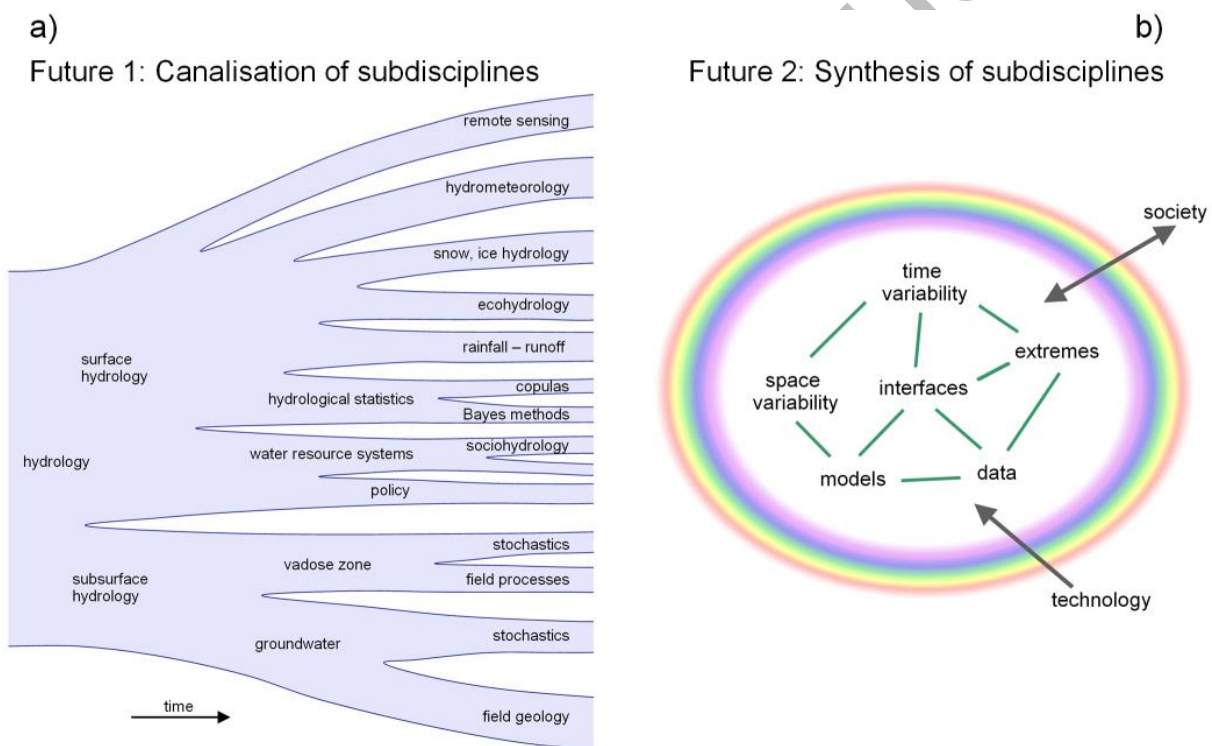 a)
Future 1: Canalisation of subdisciplines
remote sensing
hydrometeorology
snow, ice hydrology
ecohydrology
rainfall – runoff
surface
hydrology
copulas
hydrological statistics
Bayes methods
sociohydrology
water resource systems
hydrology
policy
stochastics
vadose zone
field processes
subsurface
hydrology
stochastics
groundwater
time
field geology
b)
Future 2: Synthesis of subdisciplines
society
time
variability
extremes
space
variability
interfaces
models
data
technology